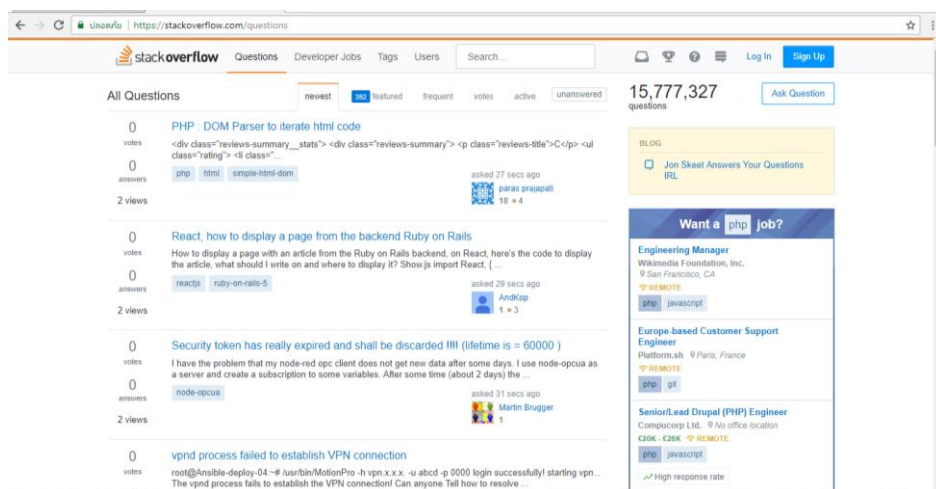 ปลอดภัย | https://stackoverflow.com/questions
stackoverflow Questions Developer Jobs Tags Users Search... Log In Sign Up
All Questions newest 362 featured frequent votes active unanswered
15,777,327
questions
Ask Question
0
votes
0
answers
2 views
PHP : DOM Parser to iterate html code
<div class="reviews-summary__stats"> <div class="reviews-summary"> <p class="reviews-title">C</p> <ul
class="rating"> <li class="...
php html simple-html-dom
asked 27 secs ago
paras prajapati
18 4
0
votes
0
answers
2 views
React, how to display a page from the backend Ruby on Rails
How to display a page with an article from the Ruby on Rails backend, on React, here's the code to display
the article, what should I write on and where to display it? Show.js import React, { ...
reactjs ruby-on-rails-5
asked 29 secs ago
AndKop
1 3
0
votes
0
answers
2 views
Security token has really expired and shall be discarded !!!! (lifetime is = 60000 )
I have the problem that my node-red opc client does not get new data after some days. I use node-opcua as
a server and create a subscription to some variables. After some time (about 2 days) the ...
node-opcua
asked 31 secs ago
Martin Brugger
1
0
votes
vpnd process failed to establish VPN connection
root@Ansible-deploy-04:~# /usr/bin/MotionPro -h vpn.x.x.x. -u abcd -p 0000 login successfully! starting vpn...
The vpnd process fails to establish the VPN connection! Can anyone Tell how to resolve ...
BLOG
Jon Skeet Answers Your Questions
IRL
Want a php job?
Engineering Manager
Wikimedia Foundation, Inc.
San Francisco, CA
REMOTE
php javascript
Europe-based Customer Support
Engineer
Platform.sh Paris, France
REMOTE
php git
Senior/Lead Drupal (PHP) Engineer
Compucorp Ltd. No office location
£20K - £28K REMOTE
php javascript
High response rate